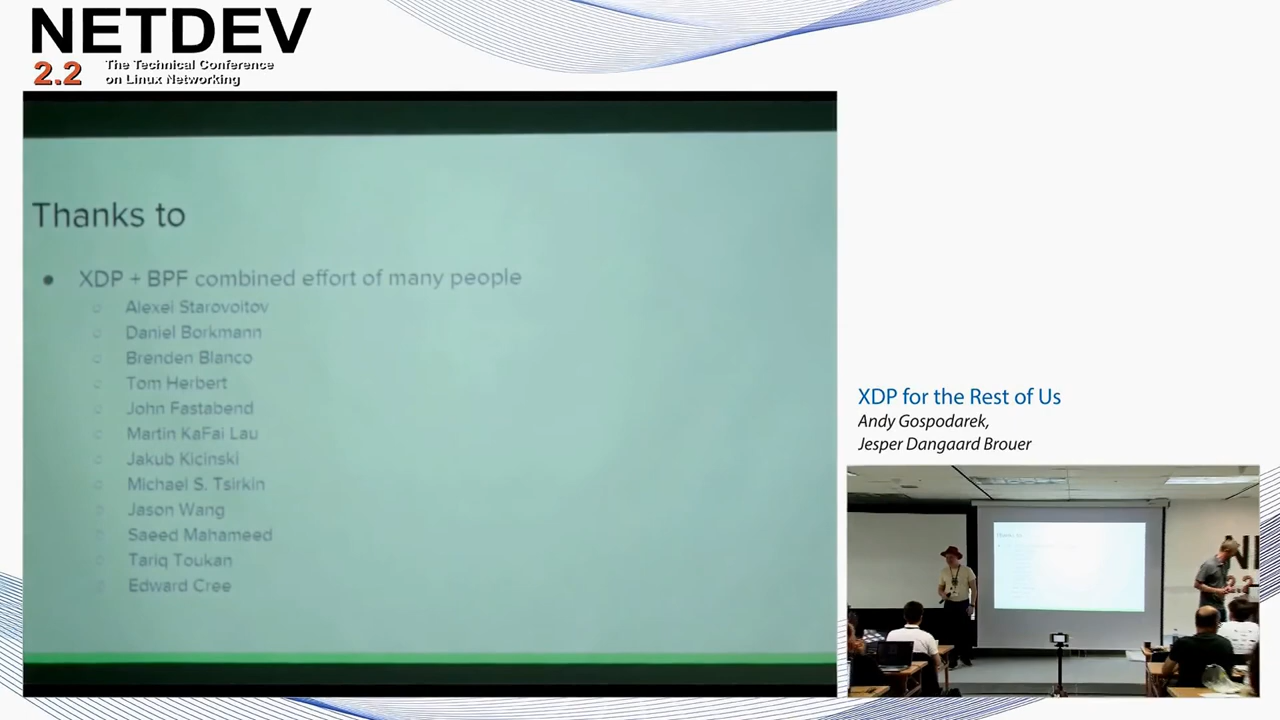 NETDEV
2.2 The Technical Conference
on Linux Networking
Thanks to
XDP + BPF combined effort of many people
Alexei Starovoitov
Daniel Borkmann
Brenden Blanco
Tom Herbert
John Fastabend
Martin KaFai Lau
Jakub Kicinski
Michael S. Tsirkin
Jason Wang
Saeed Mahameed
Tariq Toukan
Edward Cree
XDP for the Rest of Us
Andy Gospodarek,
Jesper Dangaard Brouer
Thanks to